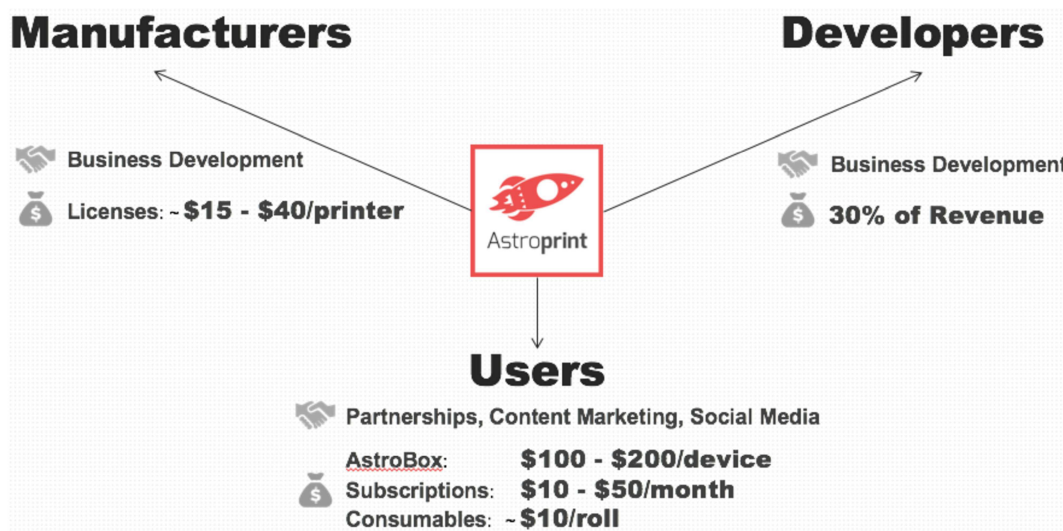 Manufacturers
Developers
Business Development
Licenses: ~ $15 - $40/printer
Business Development
30% of Revenue
Astroprint
Users
Partnerships, Content Marketing, Social Media
AstroBox: $100 - $200/device
Subscriptions: $10 - $50/month
Consumables: ~ $10/roll